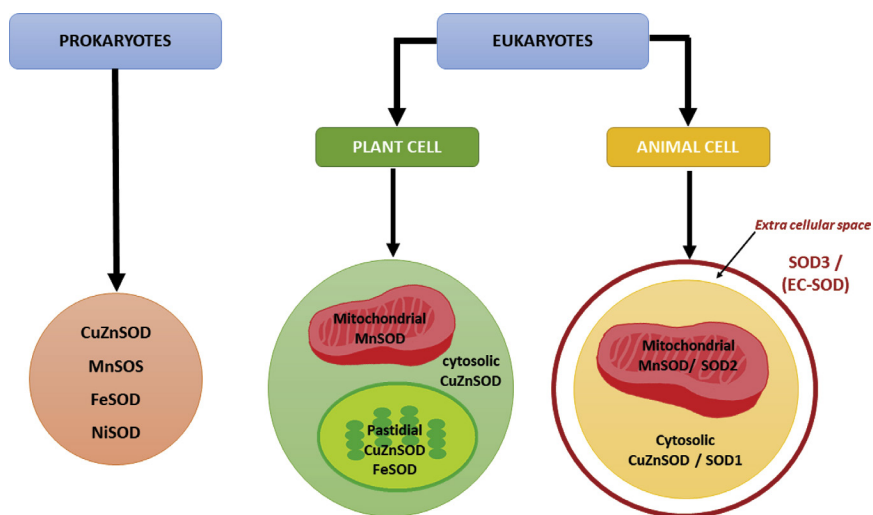 PROKARYOTES
EUKARYOTES
PLANT CELL
ANIMAL CELL
Extra cellular space
SOD3 /
(EC-SOD)
CuZnSOD
MnSOS
FeSOD
NiSOD
Mitochondrial
MnSOD
cytosolic
CuZnSOD
Pastidial
CuZnSOD
FeSOD
Mitochondrial
MnSOD/ SOD2
Cytosolic
CuZnSOD / SOD1